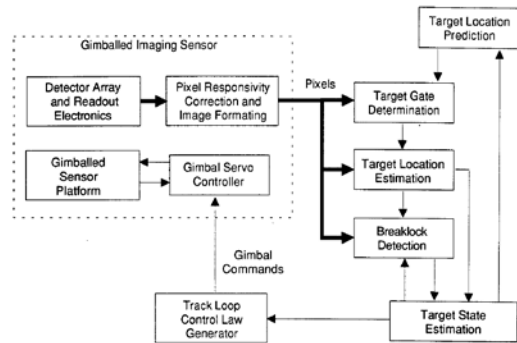 Target Location
Prediction
Gimballed Imaging Sensor
Detector Array
and Readout
Electronics
Pixel Responsivity
Correction and
Image Formating
Pixels
Target Gate
Determination
Gimballed
Sensor
Platform
Gimbal Servo
Controller
Target Location
Estimation
Breaklock
Detection
Gimbal
Commands
Track Loop
Control Law
Generator
Target State
Estimation